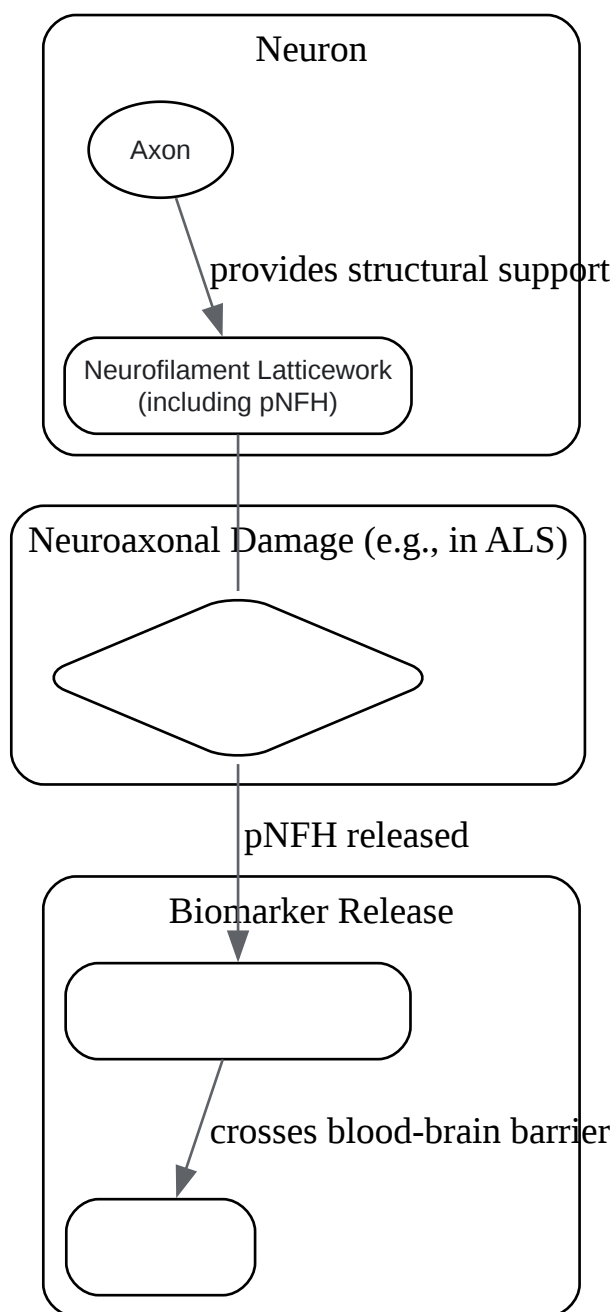 Neuron
Axon
provides structural support
Neurofilament Latticework
(including pNFH)
Neuroaxonal Damage (e.g., in ALS)
pNFH released
Biomarker Release
crosses blood-brain barrier